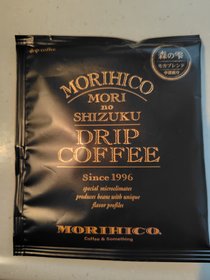 drip coffee
森の雫
MORIHICO
MORI
no
SHIZUKU
DRIP
COFFEE
Since 1996
special microclimates
produces beans with unique
flavor profiles
MORIHICO.
Coffee & Something